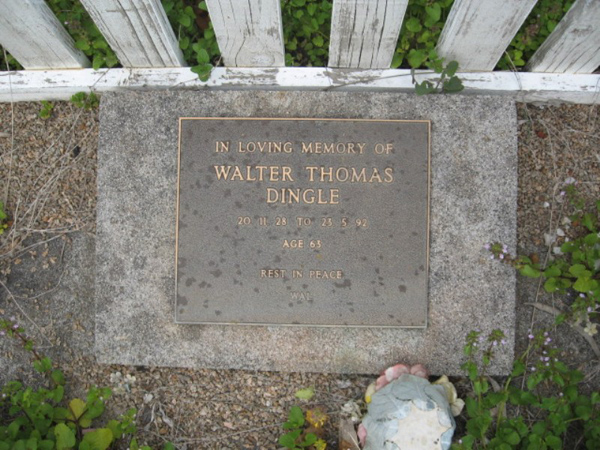 IN LOVING MEMORY OF
WALTER THOMAS
DINGLE
20 11 28 TO 23 5 92
AGE 63
REST IN PEACE
WAL